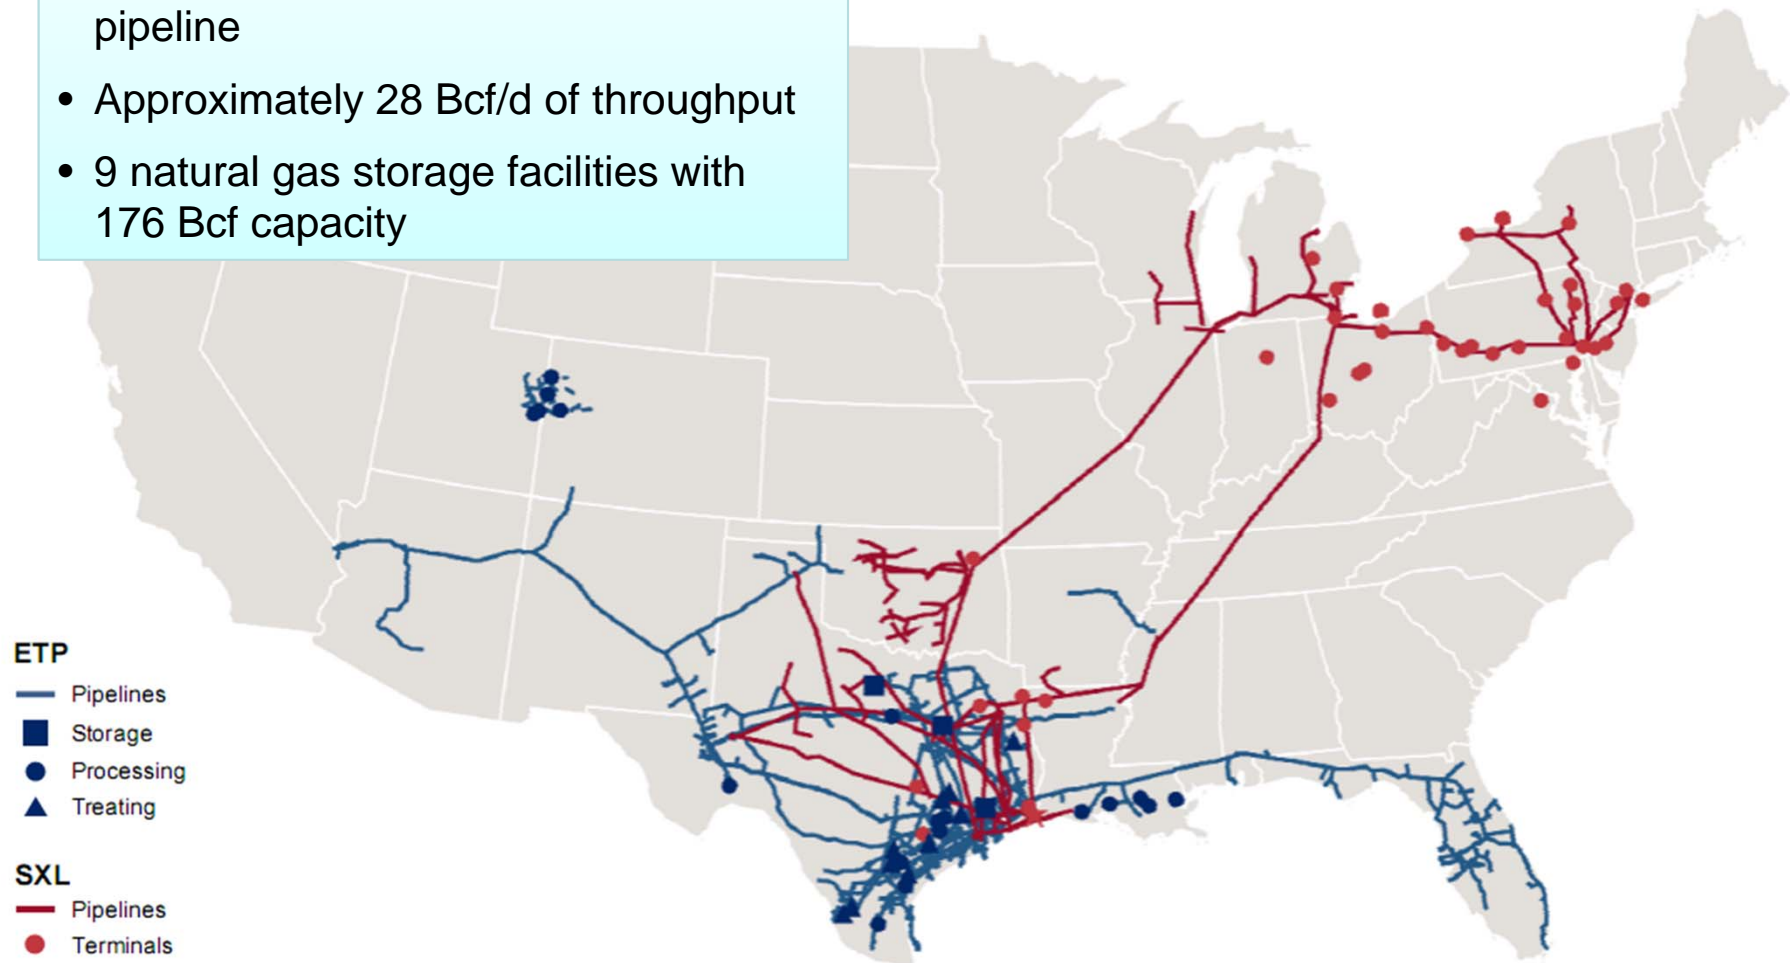 pipeline
• Approximately 28 Bcf/d of throughput
• 9 natural gas storage facilities with
176 Bcf capacity
ETP
Pipelines
Storage
Processing
Treating
SXL
Pipelines
Terminals